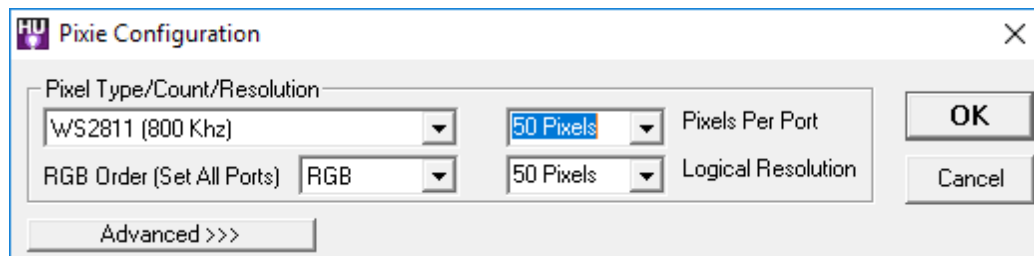 HU Pixie Configuration
Pixel Type/Count/Resolution
WS2811 (800 Khz) 50 Pixels Pixels Per Port OK
RGB Order (Set All Ports) RGB 50 Pixels Logical Resolution Cancel
Advanced >>>